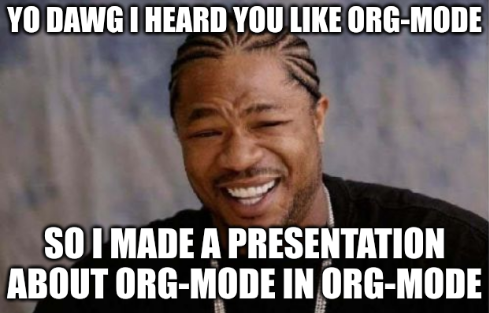 YO DAWG I HEARD YOU LIKE ORG-MODE
SO I MADE A PRESENTATION
ABOUT ORG-MODE IN ORG-MODE